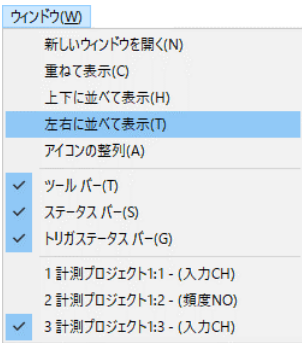 ウィンドウ(W)
新しいウィンドウを開く(N)
重ねて表示(C)
上下に並べて表示(H)
左右に並べて表示(T)
アイコンの整列(A)
ツール バー(T)
ステータス バー(S)
トリガステータス バー(G)
1 計測プロジェクト1:1 - (入力CH)
2 計測プロジェクト1:2 - (頻度NO)
3 計測プロジェクト1:3 - (入力CH)